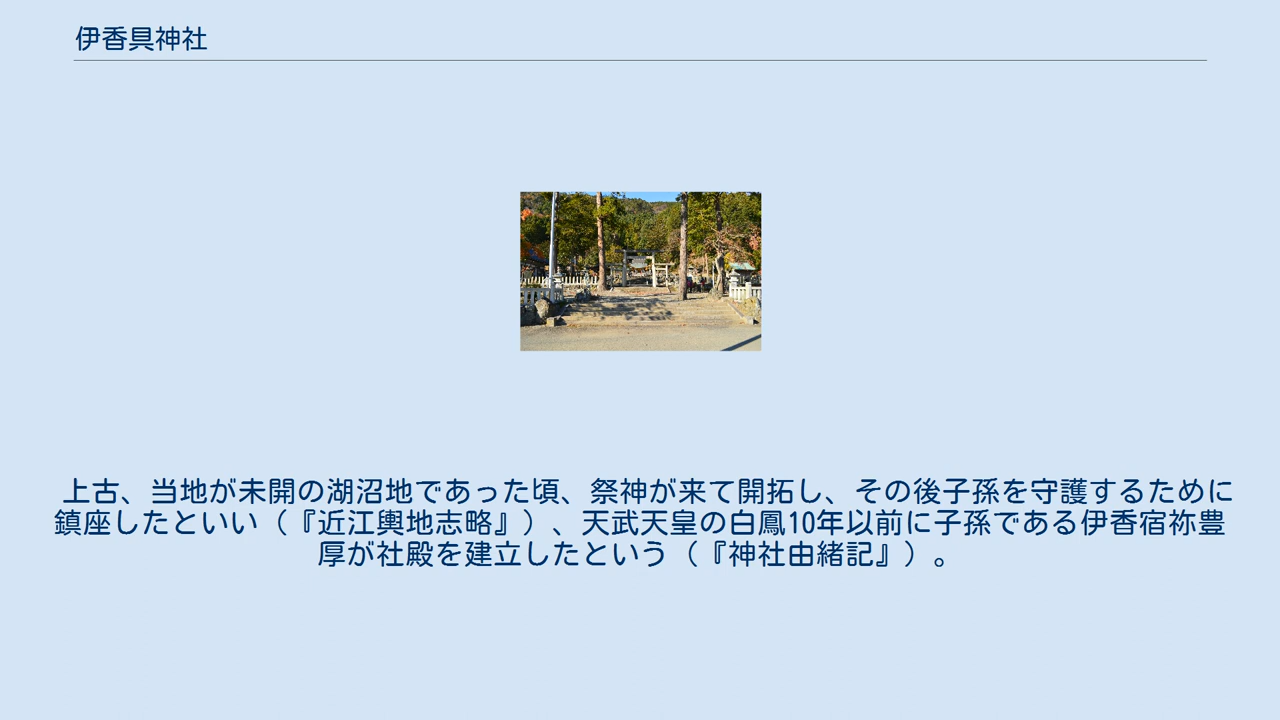 伊香具神社
上古、当地が未開の湖沼地であった頃、祭神が来て開拓し、その後子孫を守護するために
鎮座したといい（『近江輿地志略』）、天武天皇の白鳳10年以前に子孫である伊香宿祢豊
厚が社殿を建立したという（『神社由緒記』）。